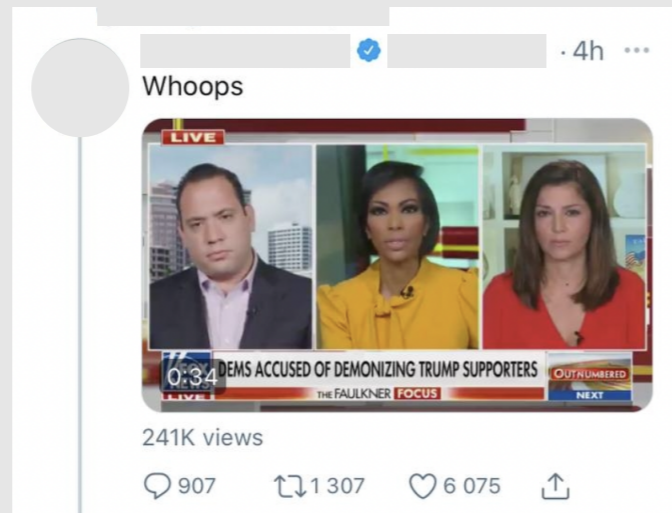 · 4h
Whoops
LIVE
DEMS ACCUSED OF DEMONIZING TRUMP SUPPORTERS
0:34
LIVE
THE FAULKNER FOCUS
OUTNUMBERED
NEXT
241K views
907
1 307
6 075